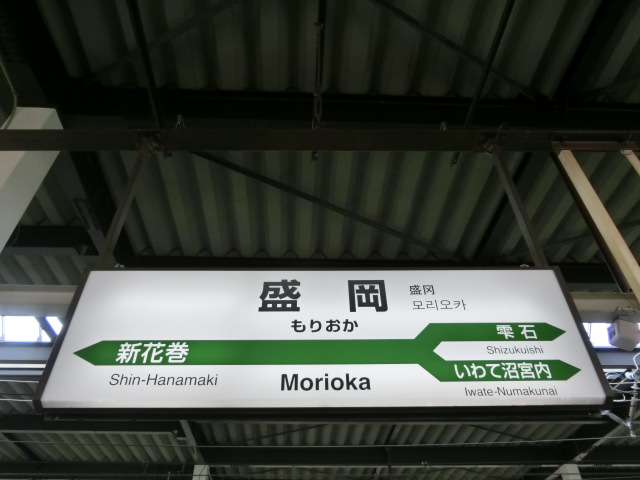 盛岡
盛冈
모리오카
もりおか
新花巻
Shin-Hanamaki
Morioka
雫石
Shizukuishi
いわて沼宮内
Iwate-Numakunai